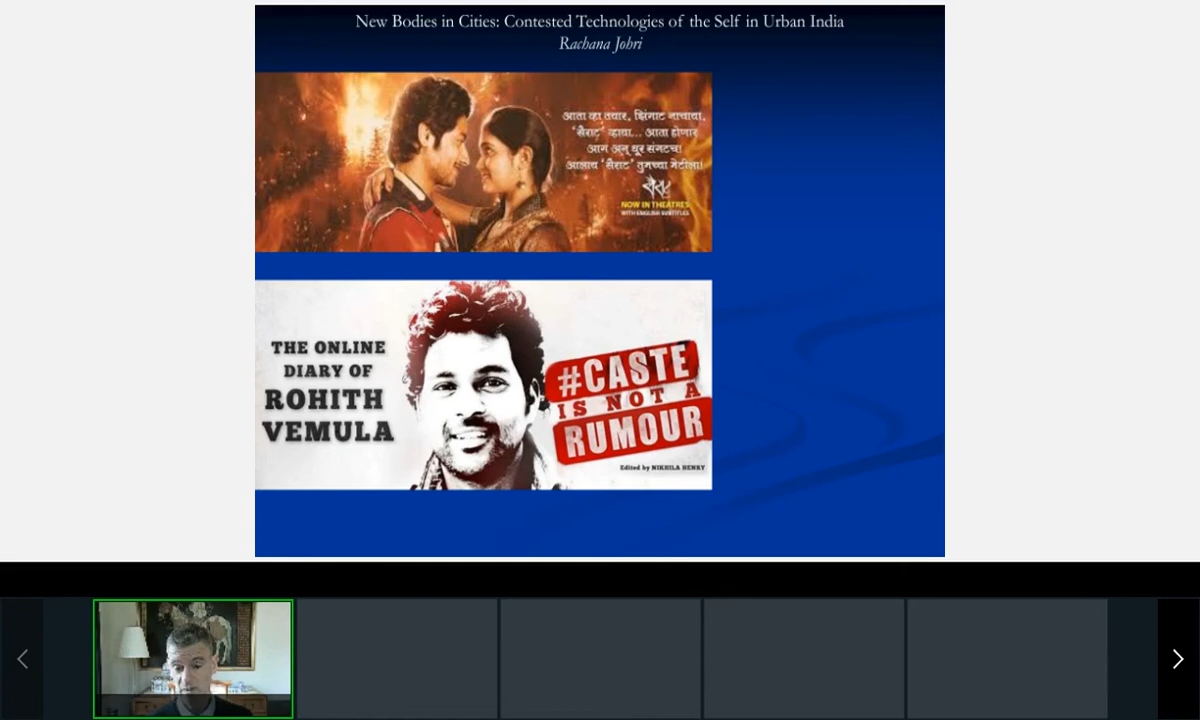 New Bodies in Cities: Contested Technologies of the Self in Urban India
Rachana Johri
आता व्हा तयार, झिंगाट नाचाया,
'सैराट' व्हाया... आता होणार
आग अन् धूर संगटच!
आलाय 'सैराट' तुमच्या भेटीला!
सैराट
NOW IN THEATRES
WITH ENGLISH SUBTITLES
THE ONLINE
DIARY OF
ROHITH
VEMULA
#CASTE
IS NOT A
RUMOUR
Edited by NIKHILA HENRY